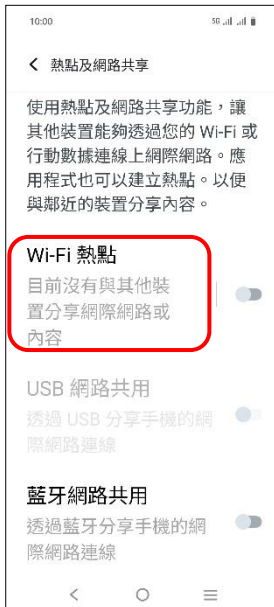 10:00 5G
熱點及網路共享
使用熱點及網路共享功能，讓
其他裝置能夠透過您的 Wi-Fi 或
行動數據連線上網際網路。應
用程式也可以建立熱點。以便
與鄰近的裝置分享內容。
Wi-Fi 熱點
目前沒有與其他裝
置分享網際網路或
內容
USB 網路共用
透過 USB 分享手機的網
際網路連線
藍牙網路共用
透過藍牙分享手機的網
際網路連線